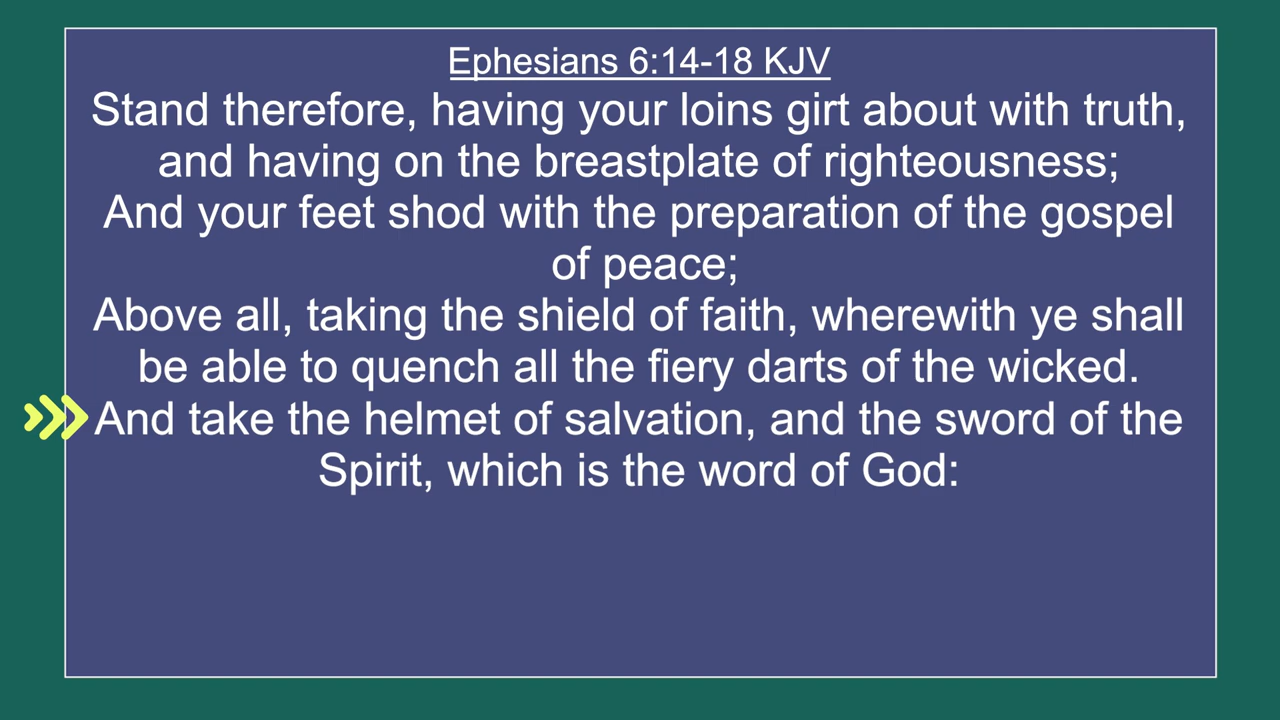 Ephesians 6:14-18 KJV
Stand therefore, having your loins girt about with truth,
and having on the breastplate of righteousness;
And your feet shod with the preparation of the gospel
of peace;
Above all, taking the shield of faith, wherewith ye shall
be able to quench all the fiery darts of the wicked.
And take the helmet of salvation, and the sword of the
Spirit, which is the word of God: